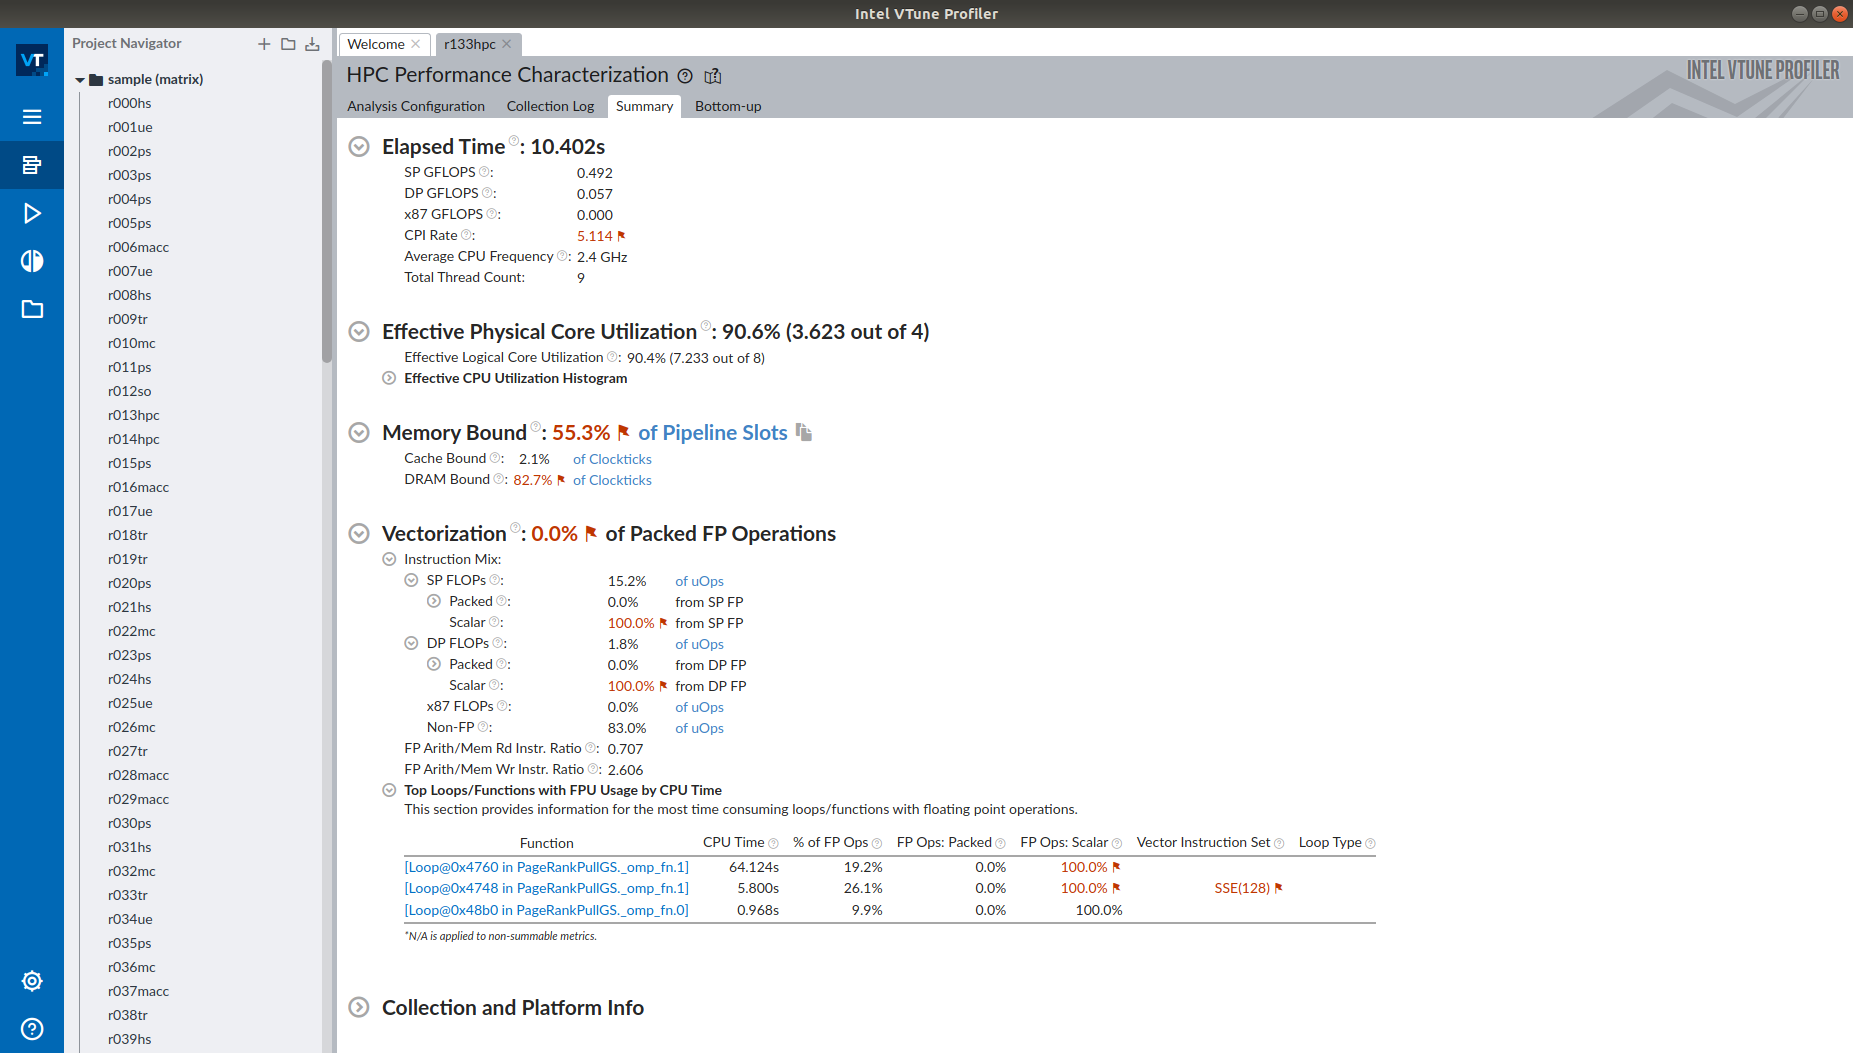 Intel VTune Profiler
VT
Project Navigator
sample (matrix)
r000hs
r001ue
r002ps
r003ps
r004ps
r005ps
r006macc
r007ue
r008hs
r009tr
r010mc
r011ps
r012so
r013hpc
r014hpc
r015ps
r016macc
r017ue
r018tr
r019tr
r020ps
r021hs
r022mc
r023ps
r024hs
r025ue
r026mc
r027tr
r028macc
r029macc
r030ps
r031hs
r032mc
r033tr
r034ue
r035ps
r036mc
r037macc
r038tr
r039hs
Welcome r133hpc
HPC Performance Characterization
INTEL VTUNE PROFILER
Analysis Configuration Collection Log Summary Bottom-up
Elapsed Time: 10.402s
SP GFLOPS: 0.492
DP GFLOPS: 0.057
x87 GFLOPS: 0.000
CPI Rate: 5.114
Average CPU Frequency: 2.4 GHz
Total Thread Count: 9
Effective Physical Core Utilization: 90.6% (3.623 out of 4)
Effective Logical Core Utilization: 90.4% (7.233 out of 8)
Effective CPU Utilization Histogram
Memory Bound: 55.3% of Pipeline Slots
Cache Bound: 2.1% of Clockticks
DRAM Bound: 82.7% of Clockticks
Vectorization: 0.0% of Packed FP Operations
Instruction Mix:
SP FLOPs: 15.2% of uOps
Packed: 0.0% from SP FP
Scalar: 100.0% from SP FP
DP FLOPs: 1.8% of uOps
Packed: 0.0% from DP FP
Scalar: 100.0% from DP FP
x87 FLOPs: 0.0% of uOps
Non-FP: 83.0% of uOps
FP Arith/Mem Rd Instr. Ratio: 0.707
FP Arith/Mem Wr Instr. Ratio: 2.606
Top Loops/Functions with FPU Usage by CPU Time
This section provides information for the most time consuming loops/functions with floating point operations.
Function CPU Time % of FP Ops FP Ops: Packed FP Ops: Scalar Vector Instruction Set Loop Type
[Loop@0x4760 in PageRankPullGS._omp_fn.1] 64.124s 19.2% 0.0% 100.0%
[Loop@0x4748 in PageRankPullGS._omp_fn.1] 5.800s 26.1% 0.0% 100.0% SSE(128)
[Loop@0x48b0 in PageRankPullGS._omp_fn.0] 0.968s 9.9% 0.0% 100.0%
*N/A is applied to non-summable metrics.
Collection and Platform Info